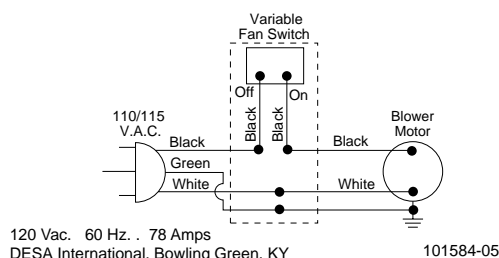 Variable
Fan Switch
Off
On
Black
Black
110/115
V.A.C.
Black
Black
Blower
Motor
Green
White
White
120 Vac. 60 Hz. . 78 Amps
DESA International, Bowling Green, KY
101584-05